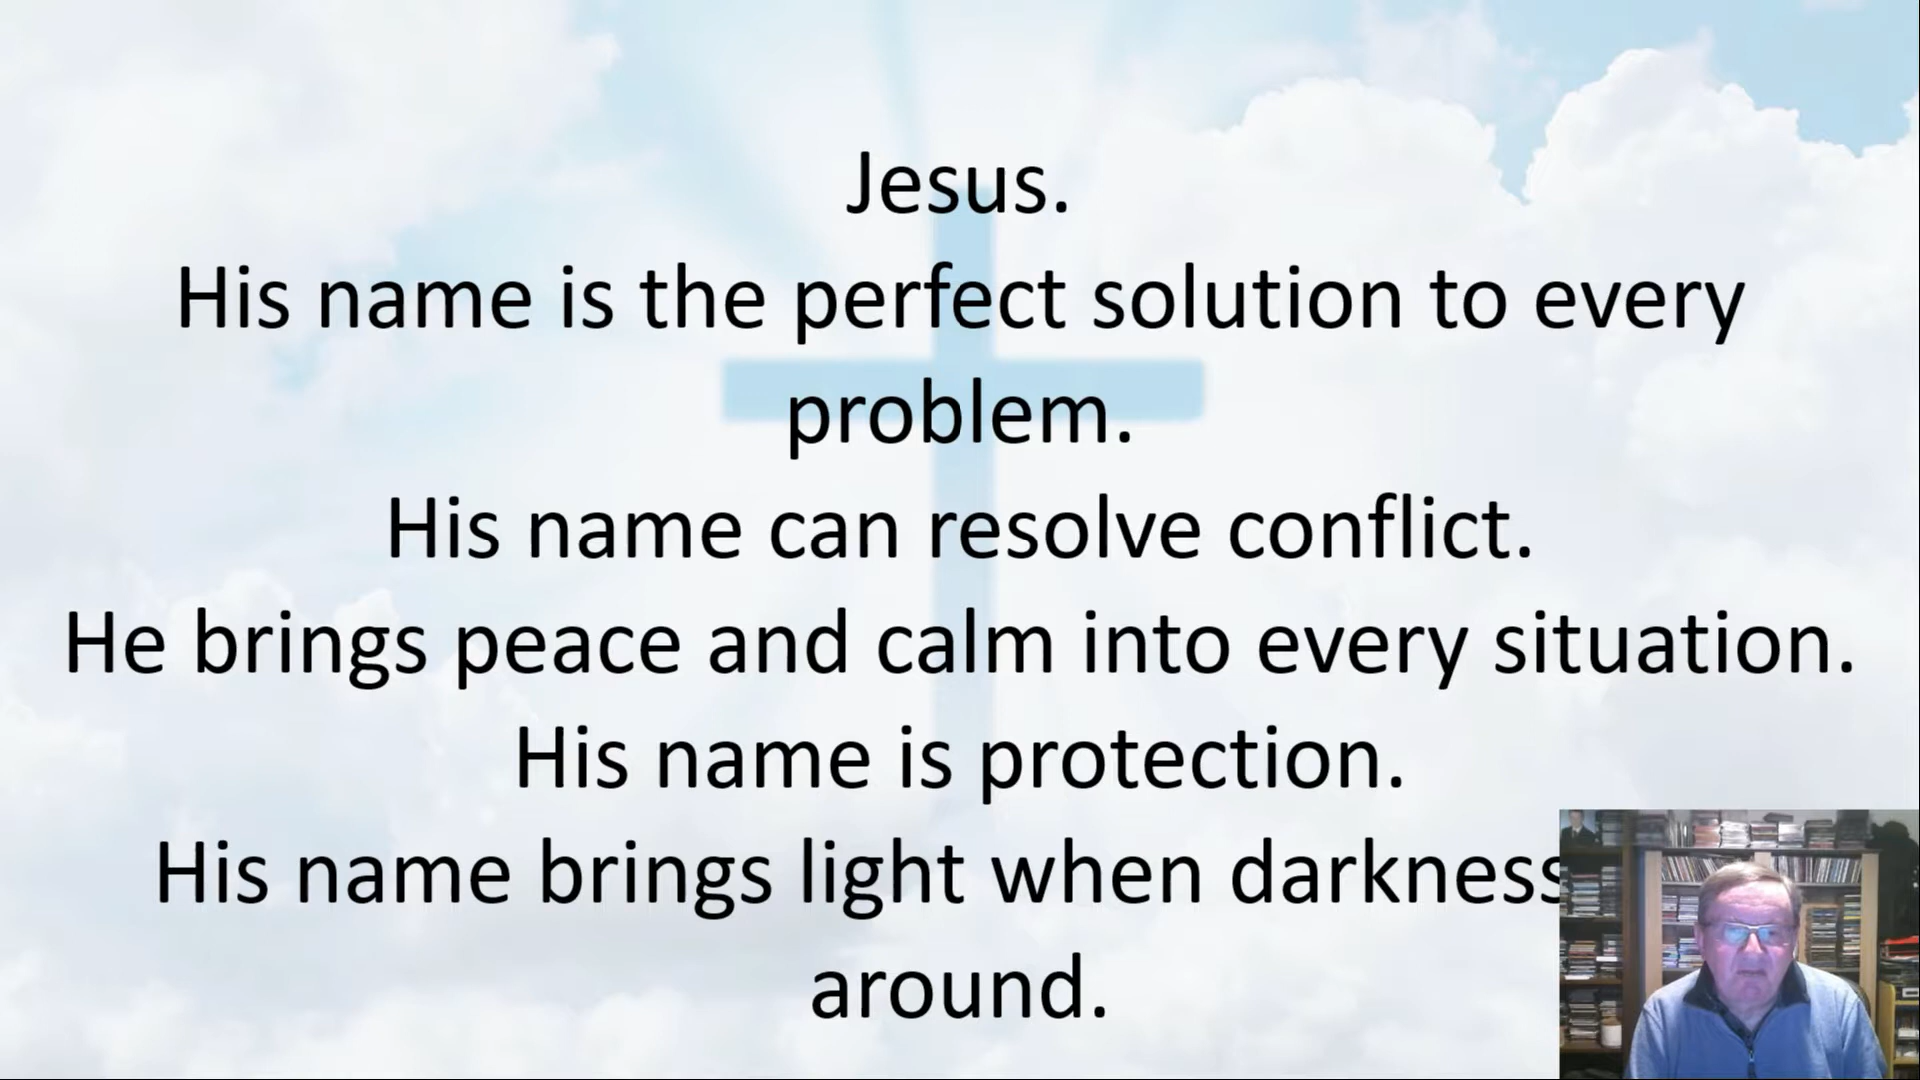 Jesus.
His name is the perfect solution to every
problem.
His name can resolve conflict.
He brings peace and calm into every situation.
His name is protection.
His name brings light when darkness
around.